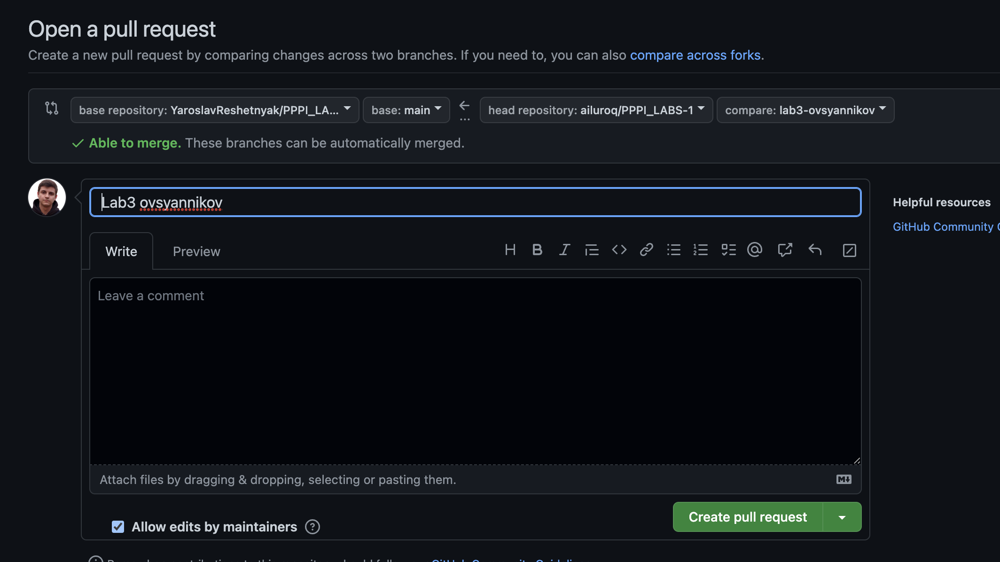 Open a pull request
Create a new pull request by comparing changes across two branches. If you need to, you can also compare across forks.
base repository: YaroslavReshetnyak/PPPI_LA... base: main head repository: ailuroq/PPPI_LABS-1 compare: lab3-ovsyannikov
Able to merge. These branches can be automatically merged.
Lab3 ovsyannikov
Helpful resources
GitHub Community
Write Preview
Leave a comment
Attach files by dragging & dropping, selecting or pasting them.
Allow edits by maintainers
Create pull request